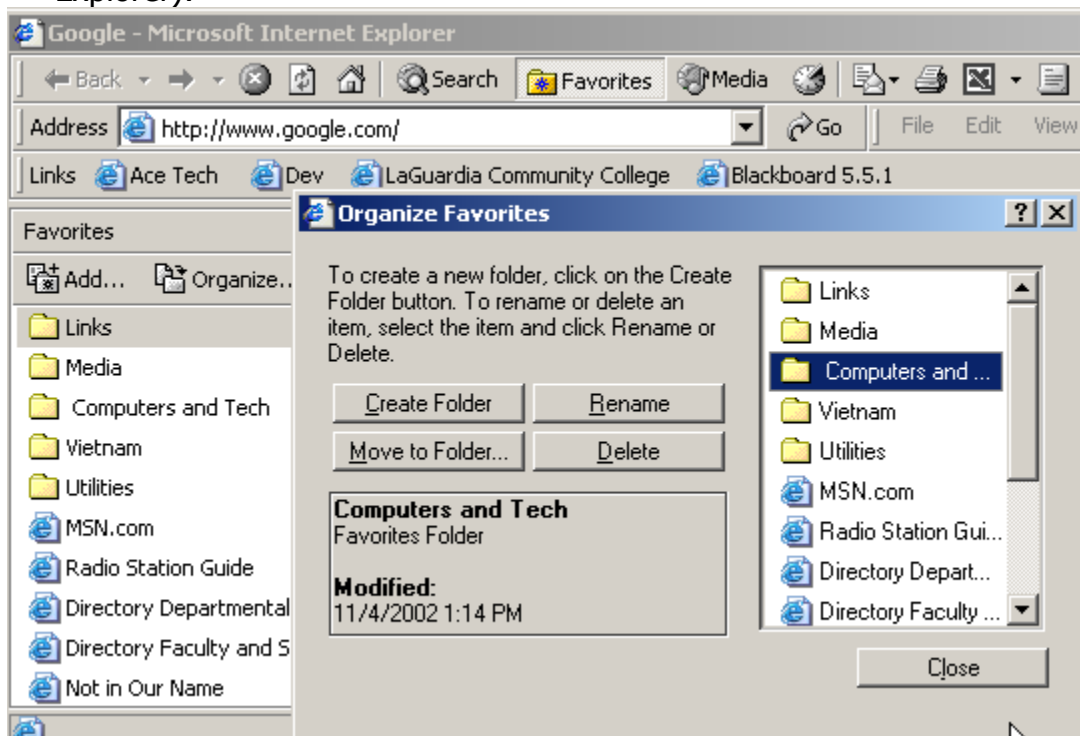 Explorer).
Google - Microsoft Internet Explorer
Back Search Favorites Media
Address http://www.google.com/ Go File Edit View
Links Ace Tech Dev LaGuardia Community College Blackboard 5.5.1
Favorites
Add... Organize..
Links
Media
Computers and Tech
Vietnam
Utilities
MSN.com
Radio Station Guide
Directory Departmental
Directory Faculty and S
Not in Our Name
Organize Favorites
To create a new folder, click on the Create
Folder button. To rename or delete an
item, select the item and click Rename or
Delete.
Create Folder Rename
Move to Folder... Delete
Computers and Tech
Favorites Folder
Modified:
11/4/2002 1:14 PM
Links
Media
Computers and ...
Vietnam
Utilities
MSN.com
Radio Station Gui...
Directory Depart...
Directory Faculty ...
Close